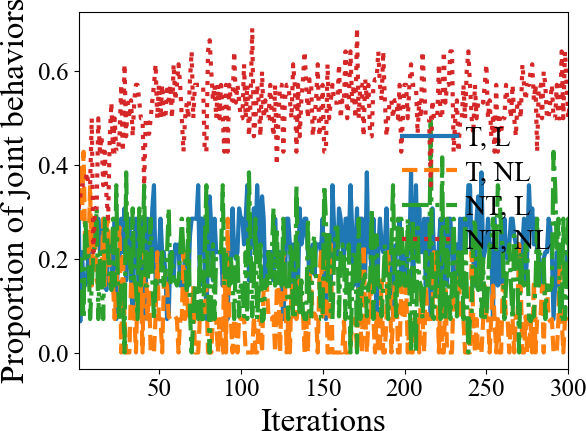 Proportion of joint behaviors
0.6
0.4
0.2
0.0
T, L
T, NL
NT, L
NT, NL
50 100 150 200 250 300
Iterations